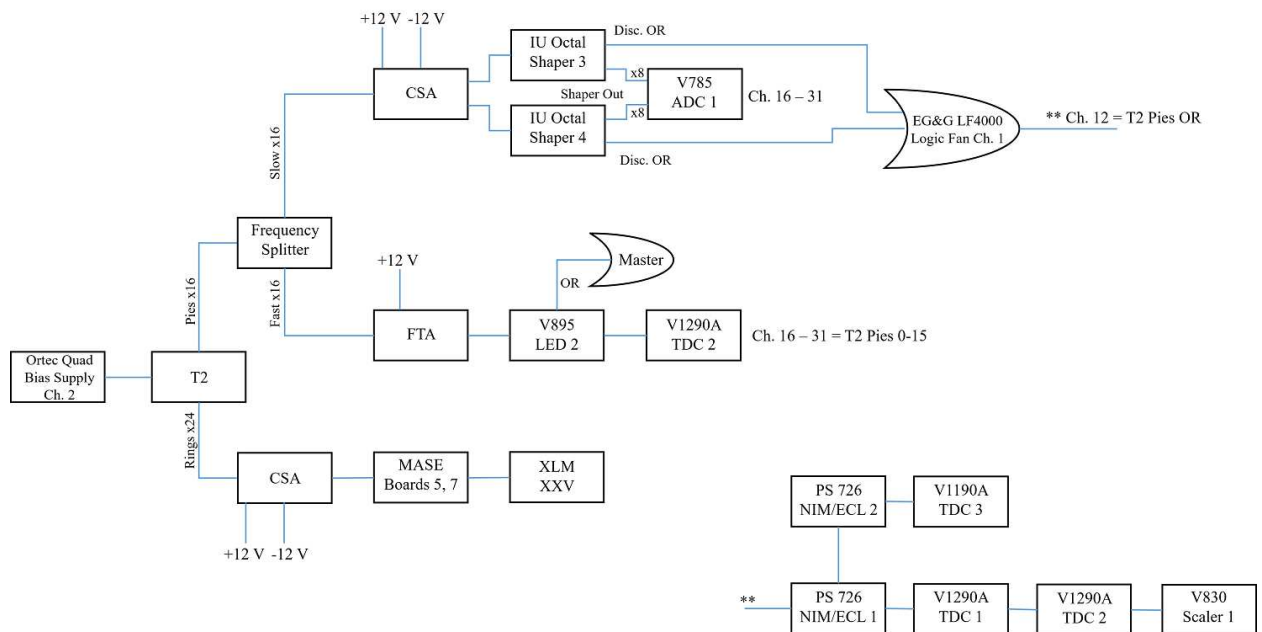 +12 V -12 V
Disc. OR
IU Octal
Shaper 3
x8
V785
ADC 1
Ch. 16 – 31
CSA
Shaper Out
x8
IU Octal
Shaper 4
Disc. OR
EG&G LF4000
Logic Fan Ch. 1
** Ch. 12 = T2 Pies OR
Slow x16
Frequency
Splitter
Pies x16
Fast x16
+12 V
Master
OR
FTA
V895
LED 2
V1290A
TDC 2
Ch. 16 – 31 = T2 Pies 0-15
Ortec Quad
Bias Supply
Ch. 2
T2
Rings x24
CSA
MASE
Boards 5, 7
XLM
XXV
+12 V -12 V
PS 726
NIM/ECL 2
V1190A
TDC 3
**
PS 726
NIM/ECL 1
V1290A
TDC 1
V1290A
TDC 2
V830
Scaler 1